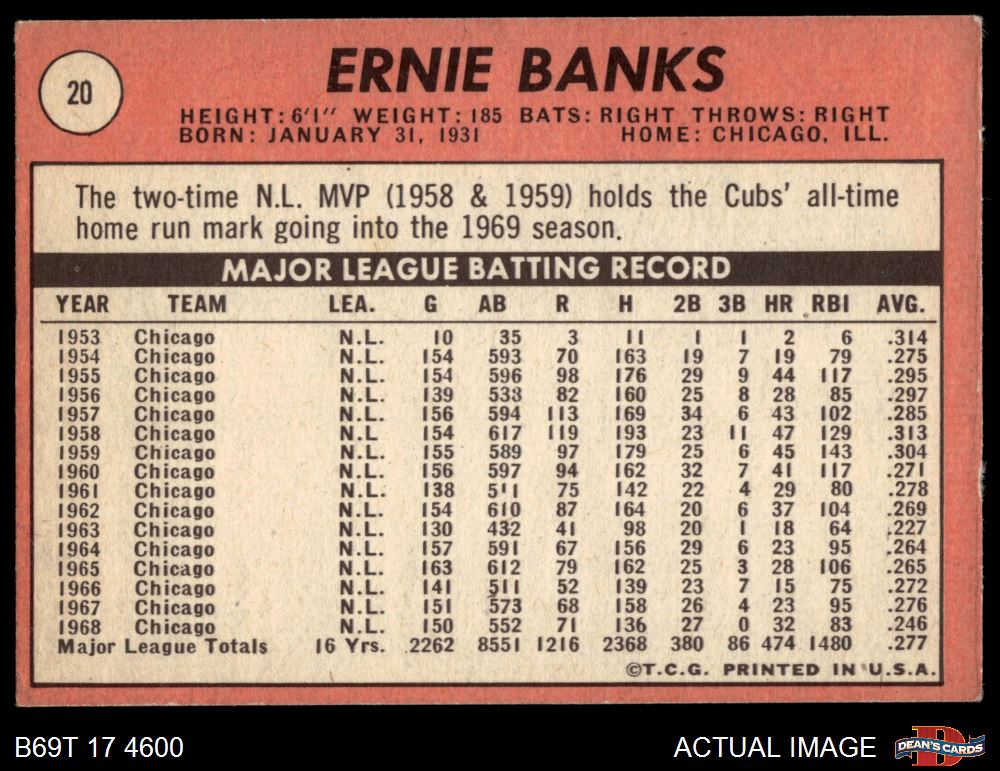 20
ERNIE BANKS
HEIGHT: 6'1" WEIGHT: 185 BATS: RIGHT THROWS: RIGHT
BORN: JANUARY 31, 1931 HOME: CHICAGO, ILL.
The two-time N.L. MVP (1958 & 1959) holds the Cubs' all-time
home run mark going into the 1969 season.
MAJOR LEAGUE BATTING RECORD
YEAR TEAM LEA. G AB R H 2B 3B HR RBI AVG.
1953 Chicago N.L. 10 35 3 11 1 1 2 6 .314
1954 Chicago N.L. 154 593 70 163 19 7 19 79 .275
1955 Chicago N.L. 154 596 98 176 29 9 44 117 .295
1956 Chicago N.L. 139 538 82 160 25 8 28 85 .297
1957 Chicago N.L. 156 594 113 169 34 6 43 102 .285
1958 Chicago N.L. 154 617 119 193 23 11 47 129 .313
1959 Chicago N.L. 155 589 97 179 25 6 45 143 .304
1960 Chicago N.L. 156 597 94 162 32 7 41 117 .271
1961 Chicago N.L. 138 511 75 142 22 4 29 80 .278
1962 Chicago N.L. 154 610 87 164 20 6 37 104 .269
1963 Chicago N.L. 130 432 41 98 20 1 18 64 .227
1964 Chicago N.L. 157 591 67 156 29 6 23 95 .264
1965 Chicago N.L. 163 612 79 162 25 3 28 106 .265
1966 Chicago N.L. 141 511 52 139 23 7 15 75 .272
1967 Chicago N.L. 151 573 68 158 26 4 23 95 .276
1968 Chicago N.L. 150 552 71 136 27 0 32 83 .246
Major League Totals 16 Yrs. 2262 8551 1216 2368 380 86 474 1480 .277
©T.C.G. PRINTED IN U.S.A.
B69T 17 4600 ACTUAL IMAGE DEAN'S CARDS